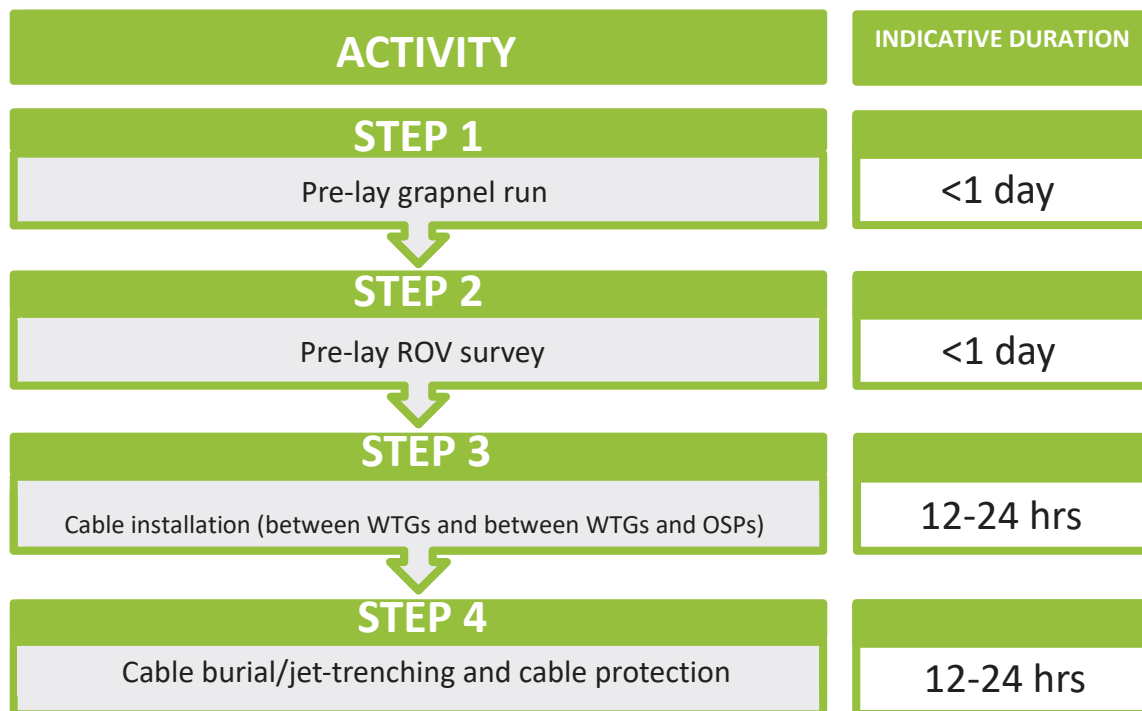 ACTIVITY
INDICATIVE DURATION
STEP 1
Pre-lay grapnel run
<1 day
STEP 2
Pre-lay ROV survey
<1 day
STEP 3
Cable installation (between WTGs and between WTGs and OSPs)
12-24 hrs
STEP 4
Cable burial/jet-trenching and cable protection
12-24 hrs